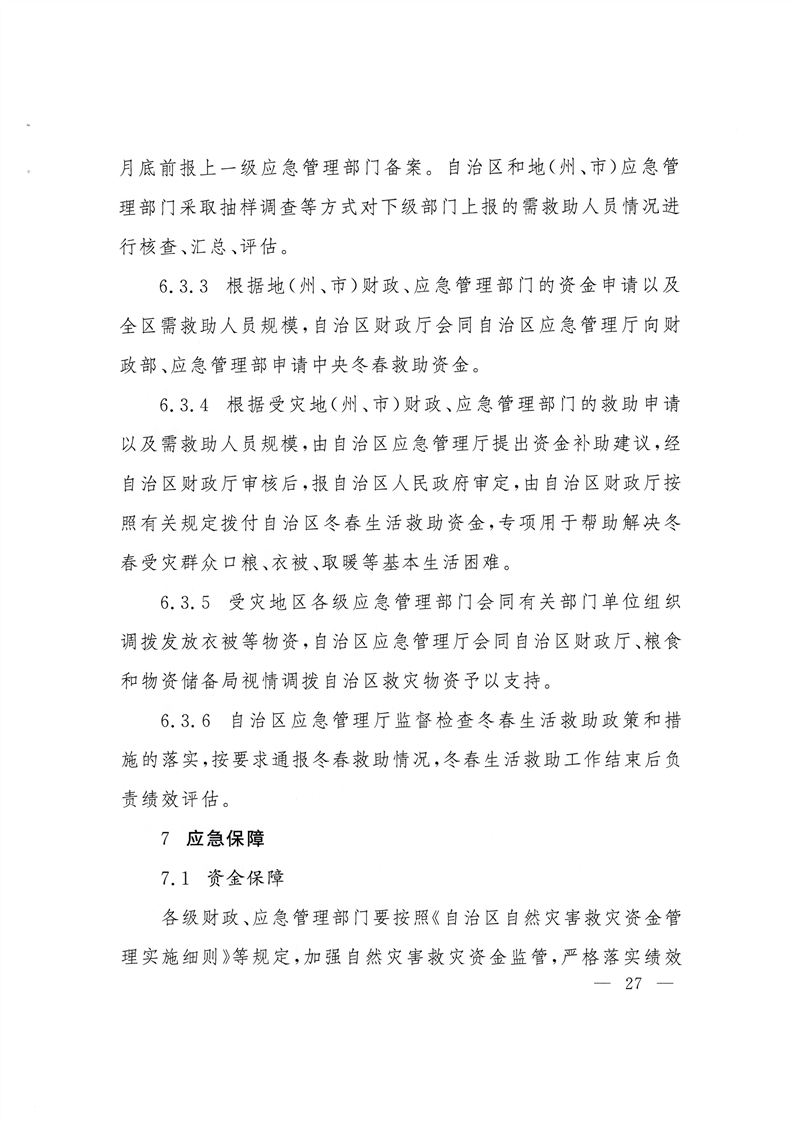 月底前报上一级应急管理部门备案。自治区和地(州、市)应急管
理部门采取抽样调查等方式对下级部门上报的需救助人员情况进
行核查、汇总、评估。
6.3.3 根据地(州、市)财政、应急管理部门的资金申请以及
全区需救助人员规模,自治区财政厅会同自治区应急管理厅向财
政部、应急管理部申请中央冬春救助资金。
6.3.4 根据受灾地(州、市)财政、应急管理部门的救助申请
以及需救助人员规模,由自治区应急管理厅提出资金补助建议,经
自治区财政厅审核后,报自治区人民政府审定,由自治区财政厅按
照有关规定拨付自治区冬春生活救助资金,专项用于帮助解决冬
春受灾群众口粮、衣被、取暖等基本生活困难。
6.3.5 受灾地区各级应急管理部门会同有关部门单位组织
调拨发放衣被等物资,自治区应急管理厅会同自治区财政厅、粮食
和物资储备局视情调拨自治区救灾物资予以支持。
6.3.6 自治区应急管理厅监督检查冬春生活救助政策和措
施的落实,按要求通报冬春救助情况,冬春生活救助工作结束后负
责绩效评估。
7 应急保障
7.1 资金保障
各级财政、应急管理部门要按照《自治区自然灾害救灾资金管
理实施细则》等规定,加强自然灾害救灾资金监管,严格落实绩效
— 27 —